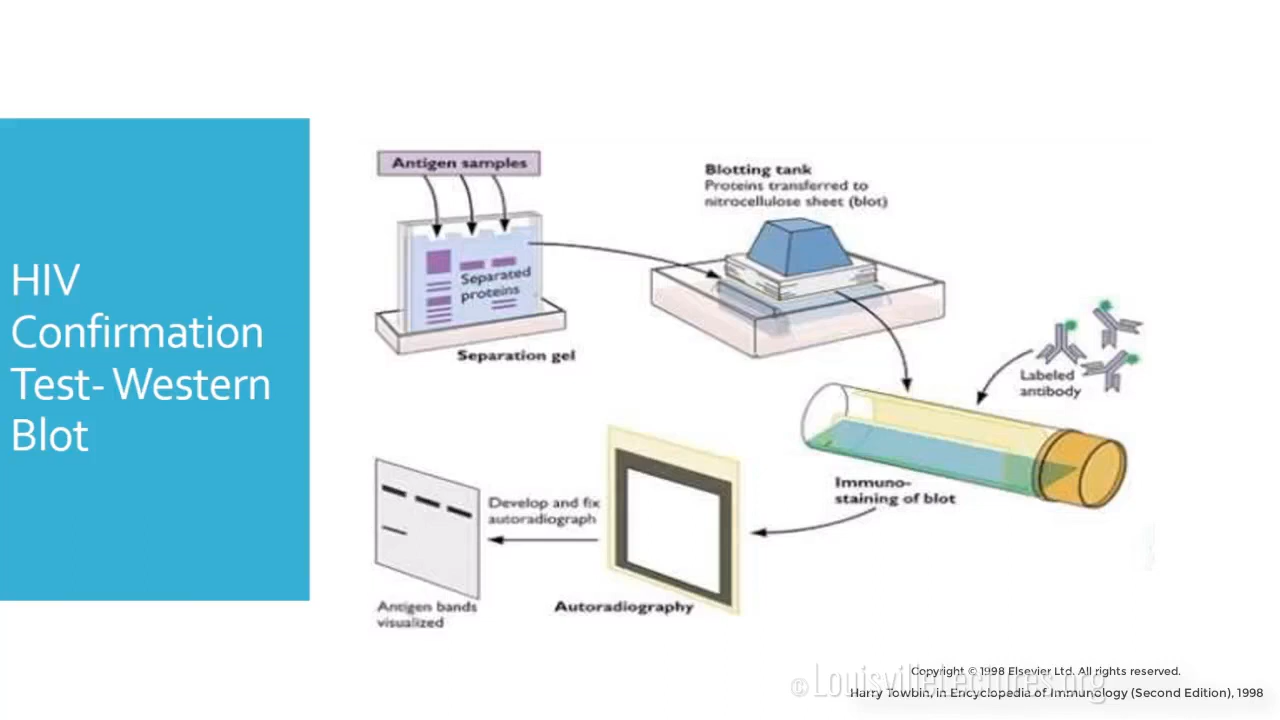 HIV
Confirmation
Test- Western
Blot
Antigen samples
Separated
proteins
Separation gel
Blotting tank
Proteins transferred to
nitrocellulose sheet (blot)
Labeled
antibody
Immuno-
staining of blot
Develop and fix
autoradiograph
Antigen bands
visualized
Autoradiography
Copyright © 1998 Elsevier Ltd. All rights reserved.
© LouisvilleLectures.org
Harry Towbin, in Encyclopedia of Immunology (Second Edition), 1998